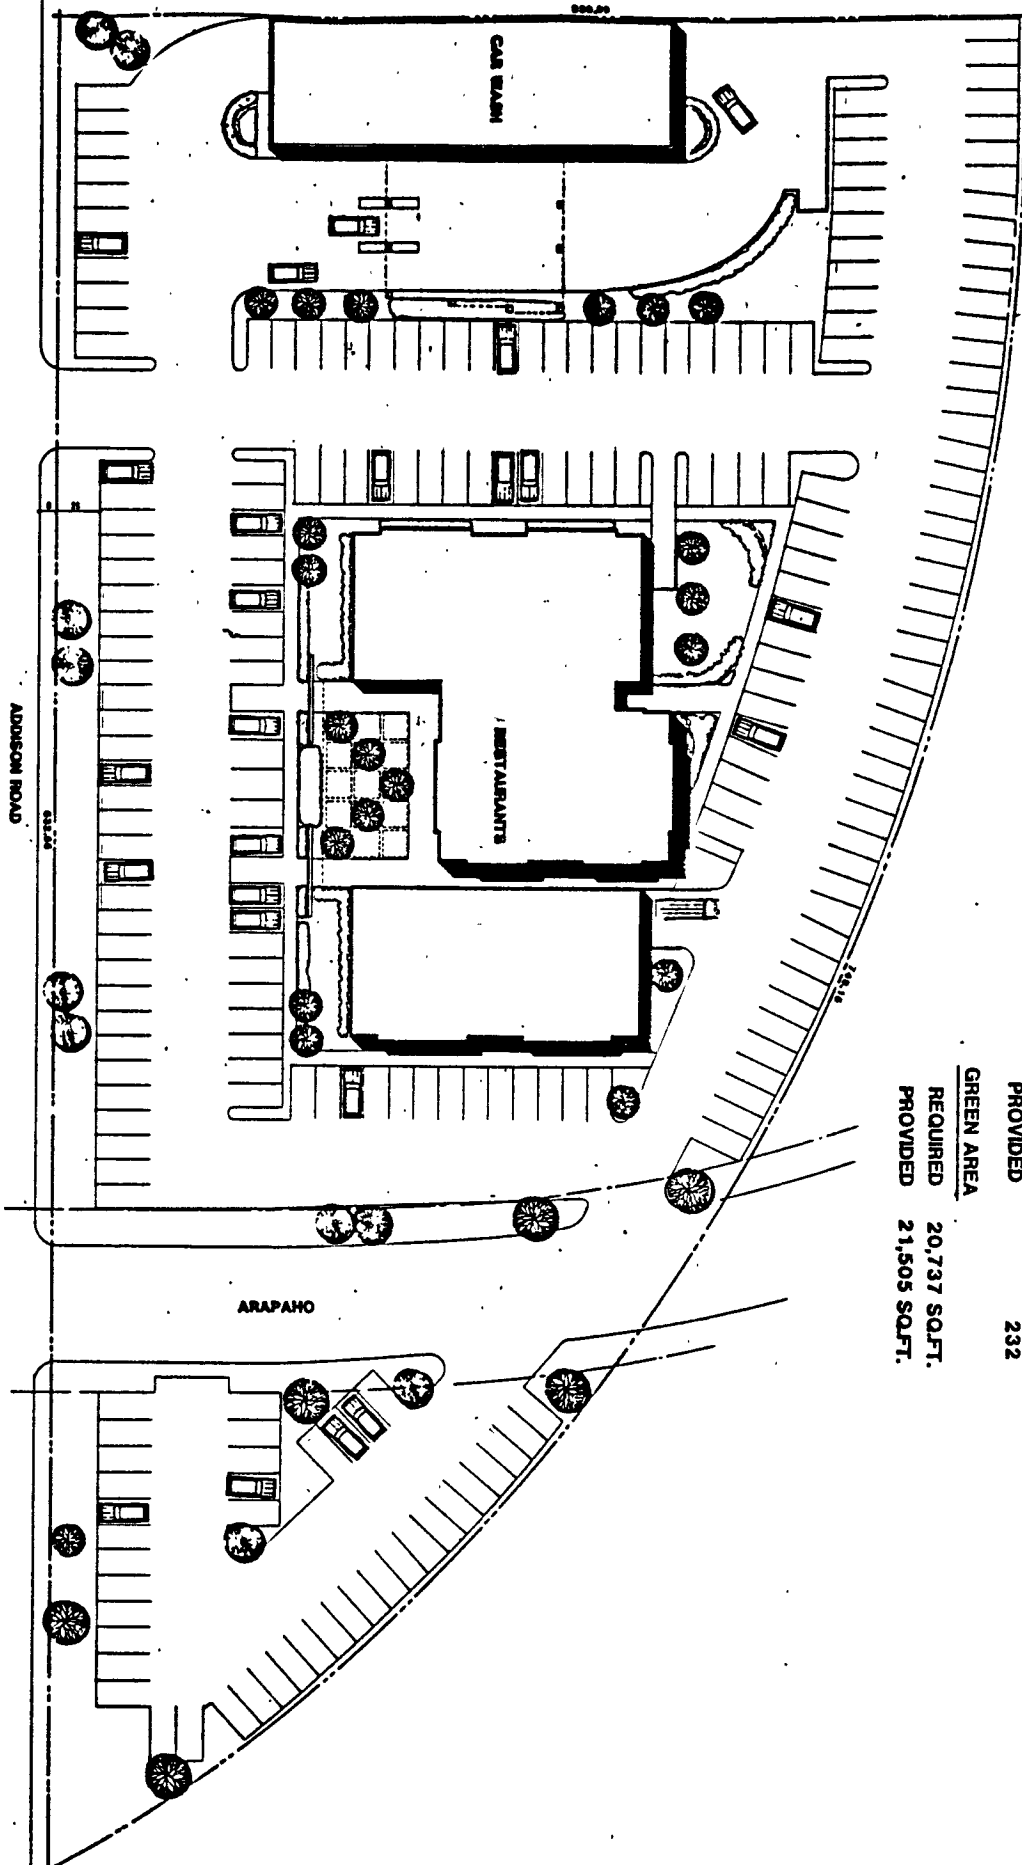 CAR WASH
RESTAURANTS
ADDISON ROAD
ARAPAHO
PROVIDED 232
GREEN AREA
REQUIRED 20,737 SQ.FT.
PROVIDED 21,505 SQ.FT.